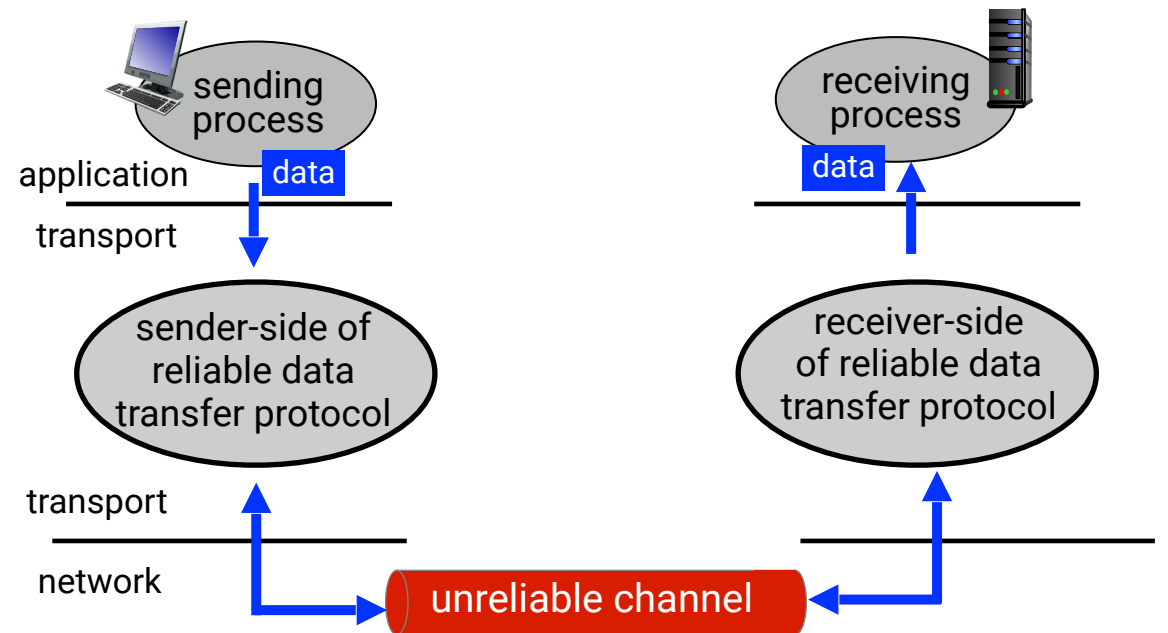 sending
process
receiving
process
application
data
data
transport
sender-side of
reliable data
transfer protocol
receiver-side
of reliable data
transfer protocol
transport
network
unreliable channel